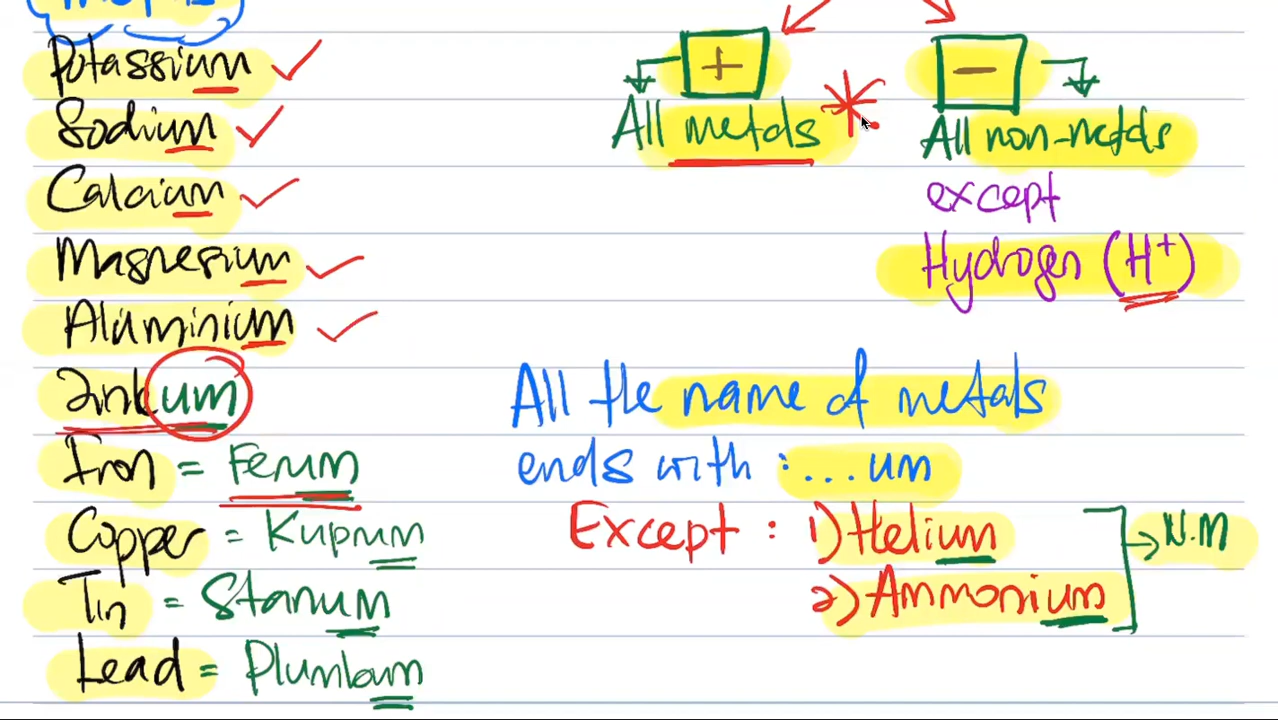 Potassium
Sodium
Calcium
Magnesium
Aluminium
Zinkum
Iron = Ferum
Copper = Kuprum
Tin = Stanum
Lead = Plumbum
+
All metals
-
All non-metals
except
Hydrogen (H+)
All the name of metals
ends with : ...um
Except : 1) Helium
2) Ammonium
N.M